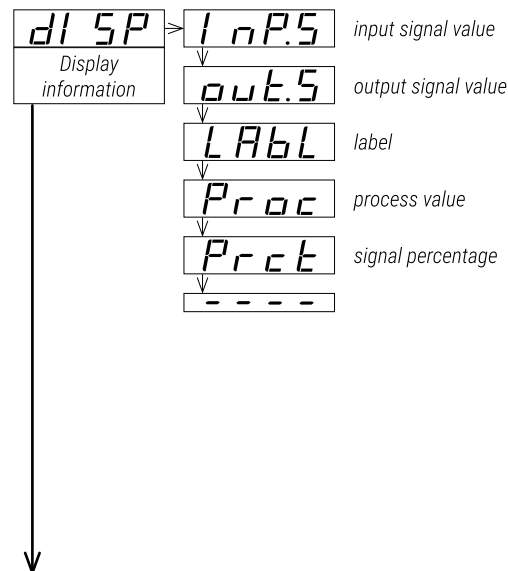 dISP
Display
information
InP.S
input signal value
out.S
output signal value
LAbL
label
Proc
process value
Prct
signal percentage
----